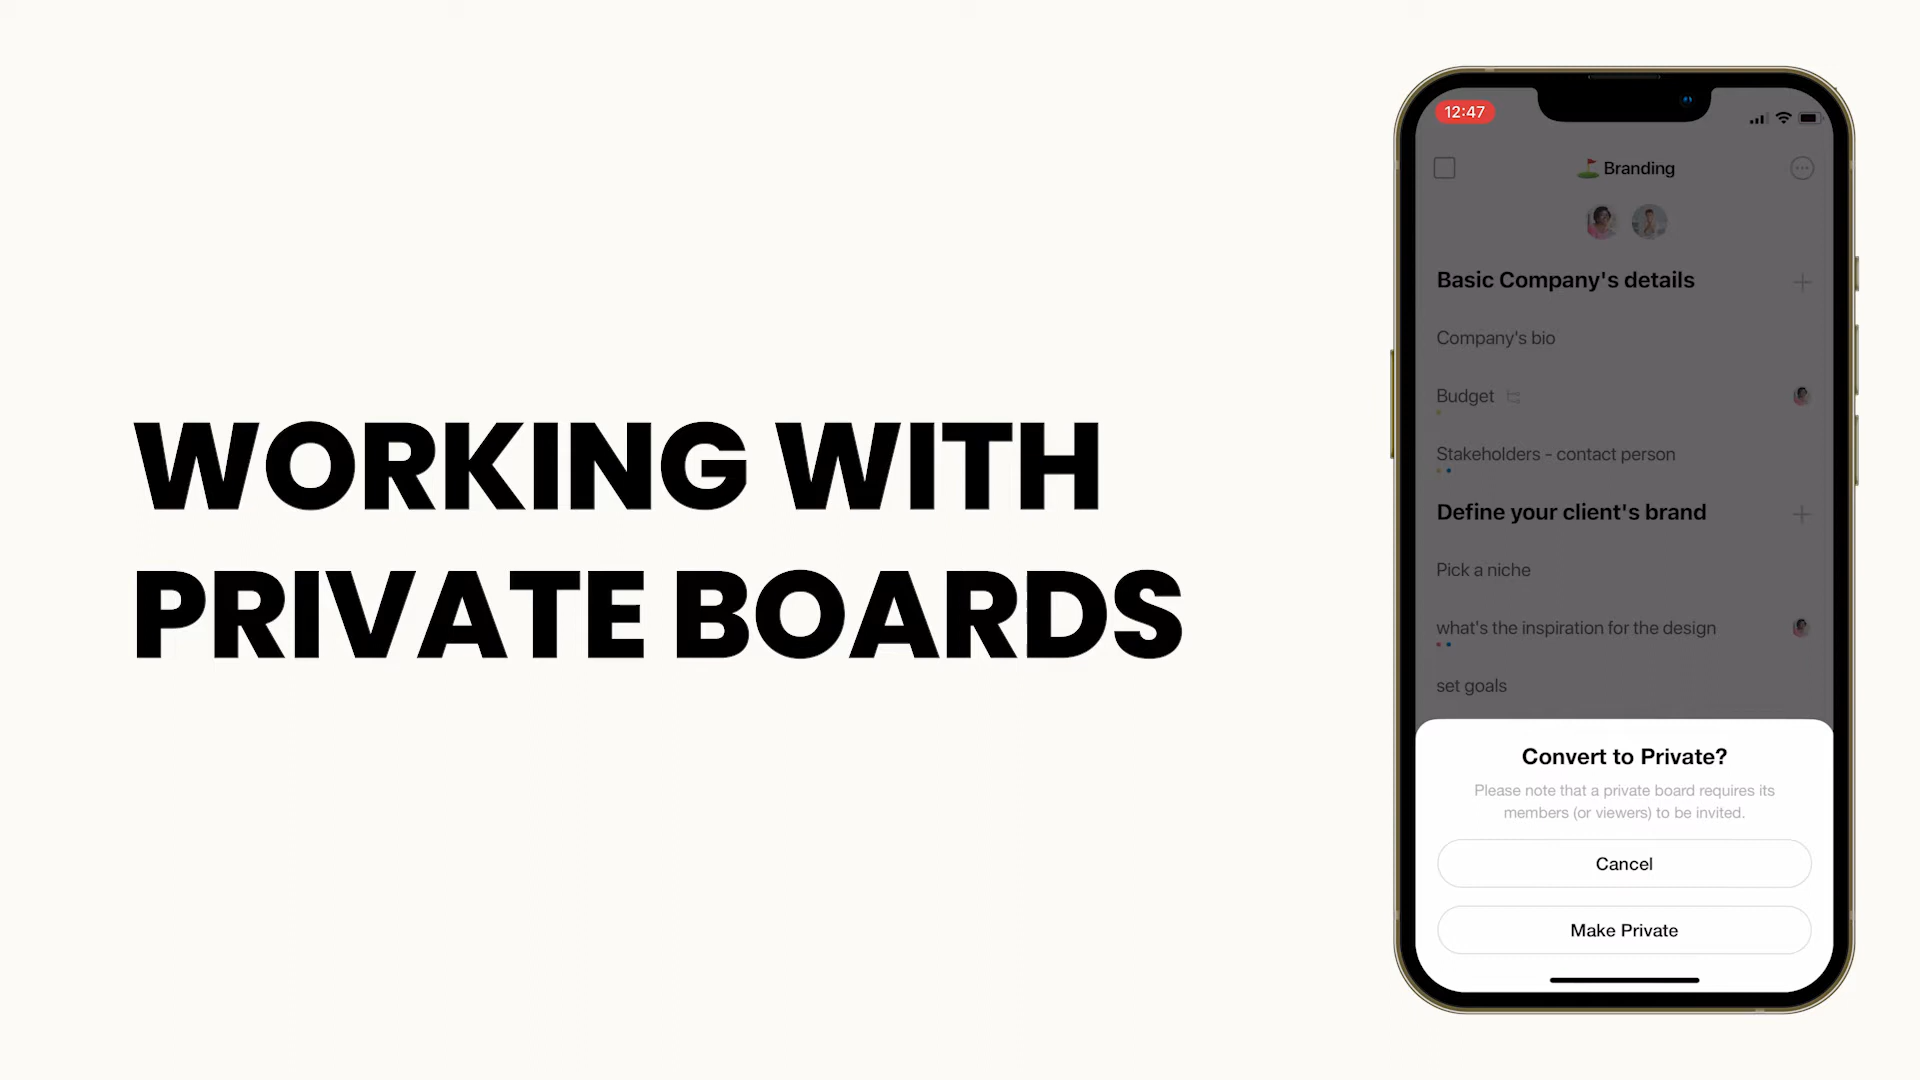 WORKING WITH
PRIVATE BOARDS
12:47
Branding
Basic Company's details
Company's bio
Budget
Stakeholders - contact person
Define your client's brand
Pick a niche
what's the inspiration for the design
set goals
Convert to Private?
Please note that a private board requires its
members (or viewers) to be invited.
Cancel
Make Private